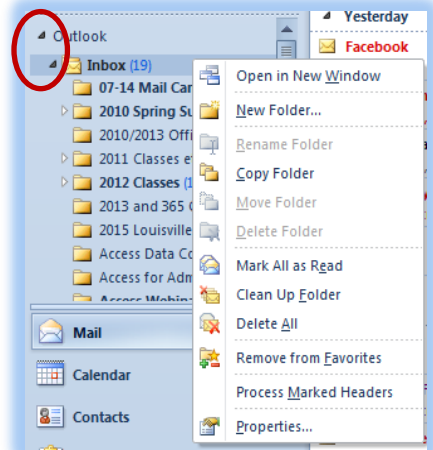 Outlook
Inbox (19)
07-14 Mail Car
2010 Spring Su
2010/2013 Offi
2011 Classes e
2012 Classes (1
2013 and 365
2015 Louisville
Access Data Co
Access for Adm
Access Webina
Mail
Calendar
Contacts
Yesterday
Facebook
Open in New Window
New Folder...
Rename Folder
Copy Folder
Move Folder
Delete Folder
Mark All as Read
Clean Up Folder
Delete All
Remove from Favorites
Process Marked Headers
Properties...